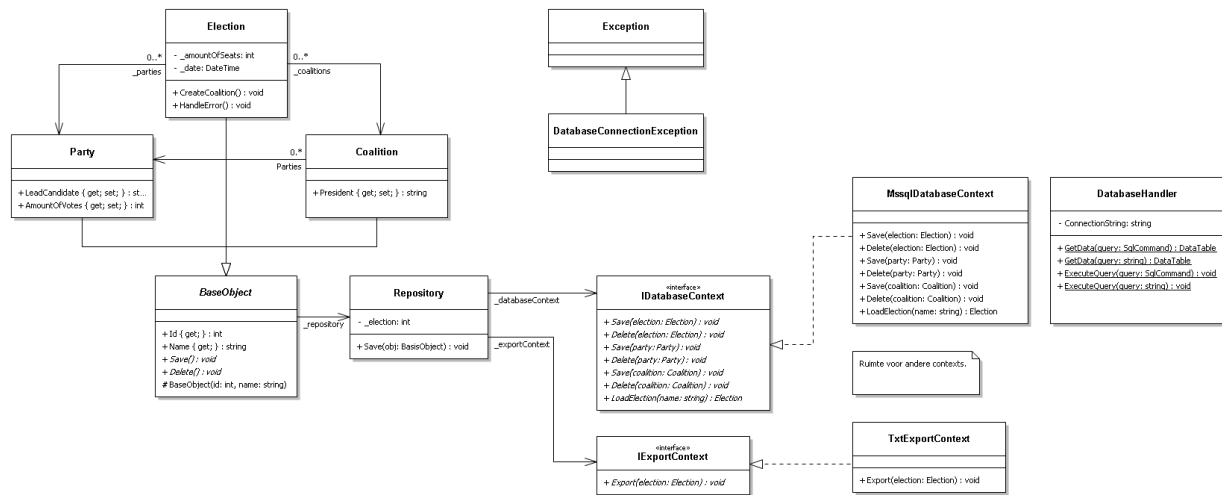 Election
- _amountOfSeats: int
- _date: DateTime
+ CreateCoalition() : void
+ HandleError() : void
0..*
_parties
0..*
_coalitions
Party
+ LeadCandidate { get; set; } : st...
+ AmountOfVotes { get; set; } : int
0.*
Parties
Coalition
+ President { get; set; } : string
Exception
DatabaseConnectionException
BaseObject
+ Id { get; } : int
+ Name { get; } : string
+ Save() : void
+ Delete() : void
# BaseObject(id: int, name: string)
_repository
Repository
- _election: int
+ Save(obj: BasisObject) : void
_databaseContext
_exportContext
«interface»
IDatabaseContext
+ Save(election: Election) : void
+ Delete(election: Election) : void
+ Save(party: Party) : void
+ Delete(party: Party) : void
+ Save(coalition: Coalition) : void
+ Delete(coalition: Coalition) : void
+ LoadElection(name: string) : Election
«interface»
IExportContext
+ Export(election: Election) : void
MssqlDatabaseContext
+ Save(election: Election) : void
+ Delete(election: Election) : void
+ Save(party: Party) : void
+ Delete(party: Party) : void
+ Save(coalition: Coalition) : void
+ Delete(coalition: Coalition) : void
+ LoadElection(name: string) : Election
DatabaseHandler
- ConnectionString: string
+ GetData(query: SqlCommand) : DataTable
+ GetData(query: string) : DataTable
+ ExecuteQuery(query: SqlCommand) : void
+ ExecuteQuery(query: string) : void
Ruimte voor andere contexts.
TxtExportContext
+ Export(election: Election) : void